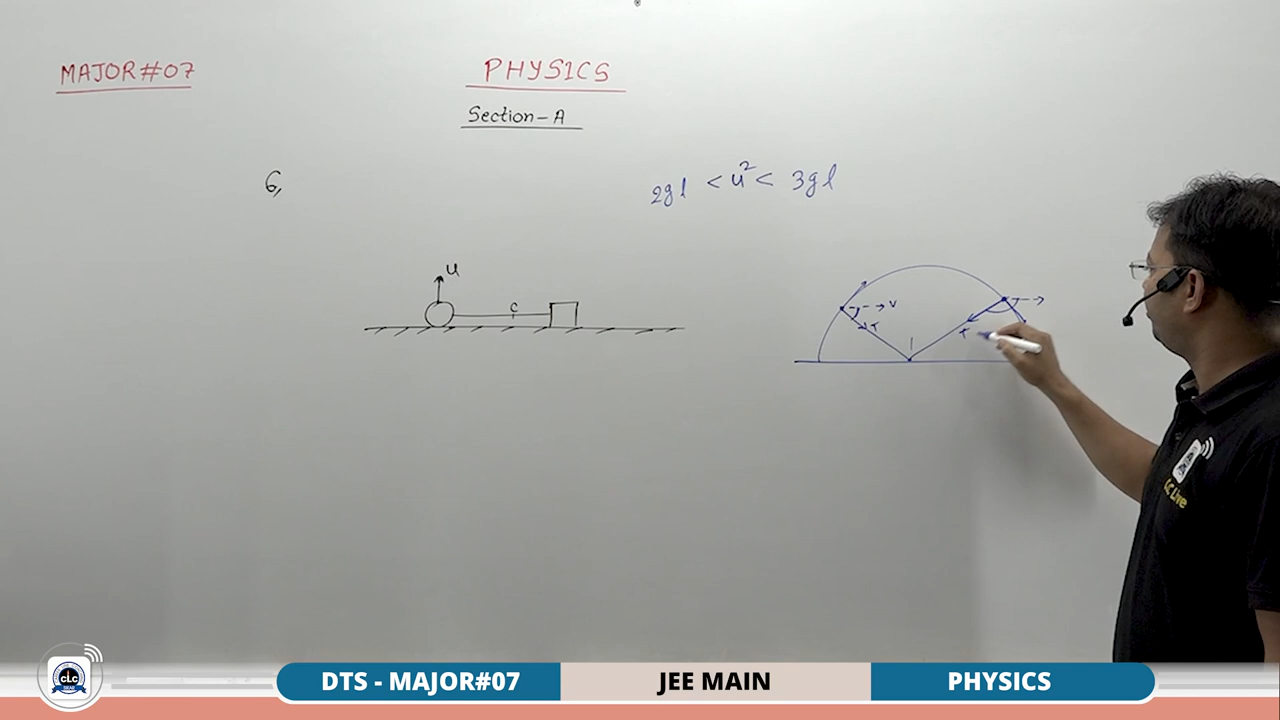 MAJOR#07
PHYSICS
Section-A
6,
2gl < u² < 3gl
u
c
v
T
T
DTS - MAJOR#07
JEE MAIN
PHYSICS